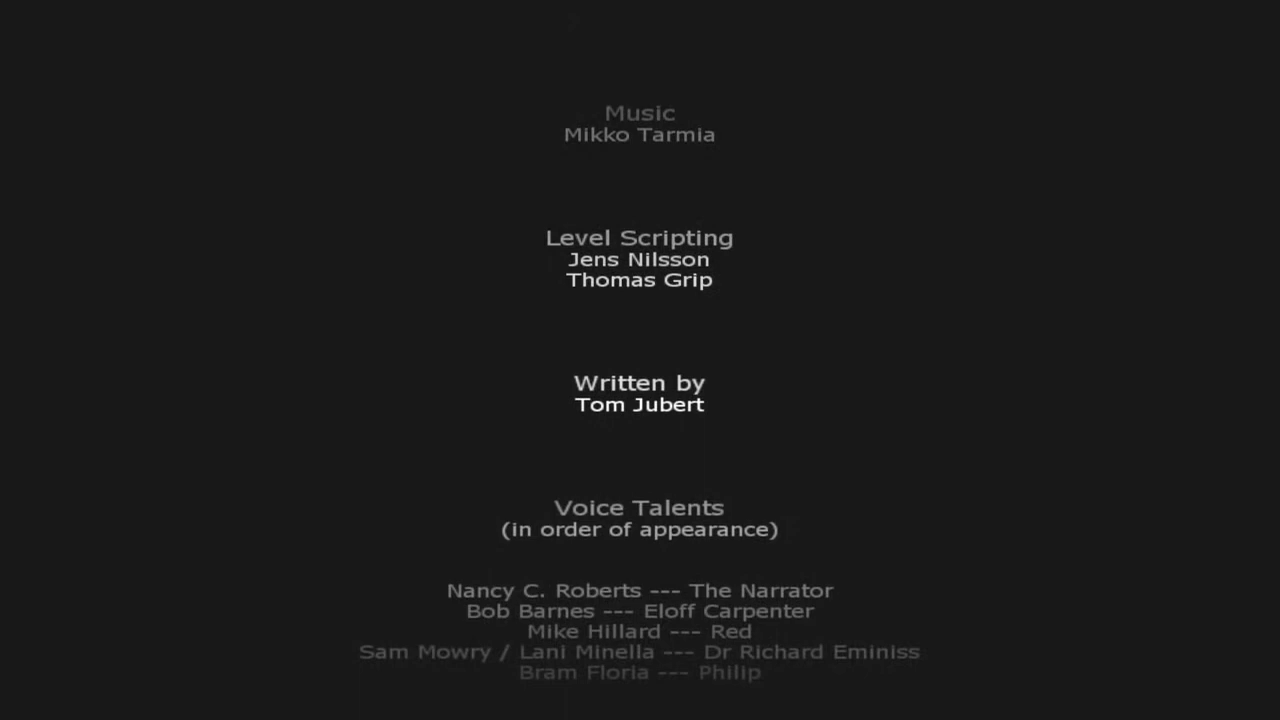 Music
Mikko Tarmia
Level Scripting
Jens Nilsson
Thomas Grip
Written by
Tom Jubert
Voice Talents
(in order of appearance)
Nancy C. Roberts --- The Narrator
Bob Barnes --- Eloff Carpenter
Mike Hillard --- Red
Sam Mowry / Lani Minella --- Dr Richard Eminiss
Bram Floria --- Philip